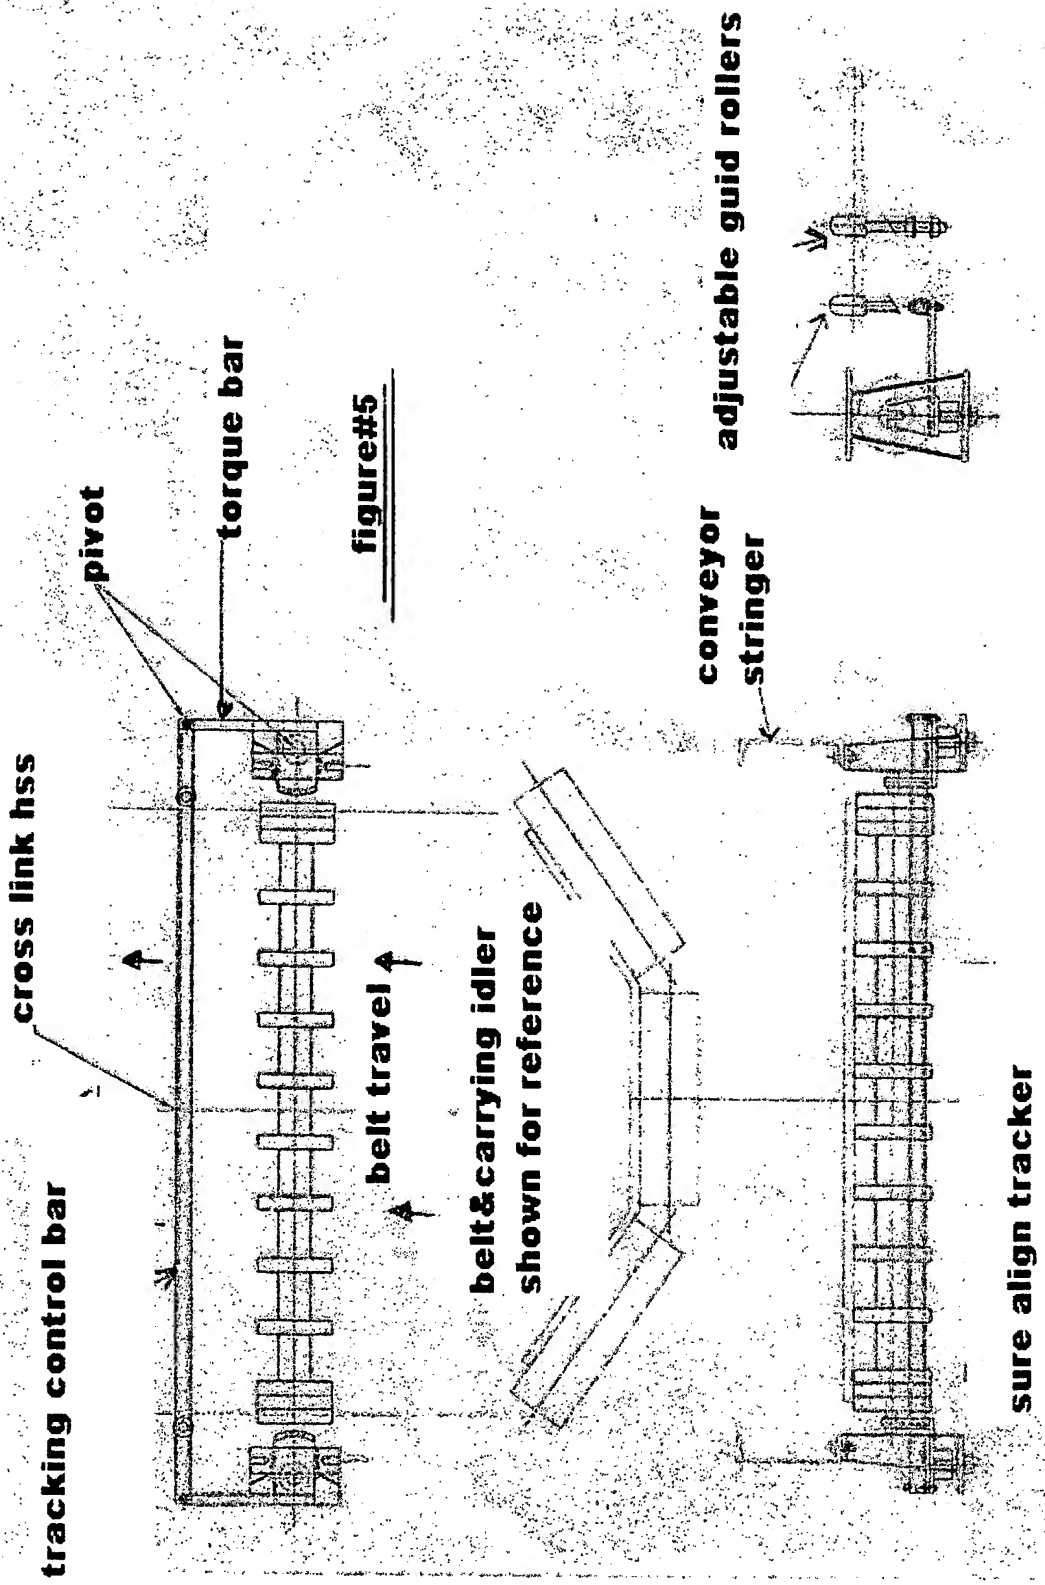 tracking control bar
cross link hss
pivot
torque bar
figure#5
belt travel
belt&carrying idler
shown for reference
conveyor
stringer
adjustable guid rollers
sure align tracker